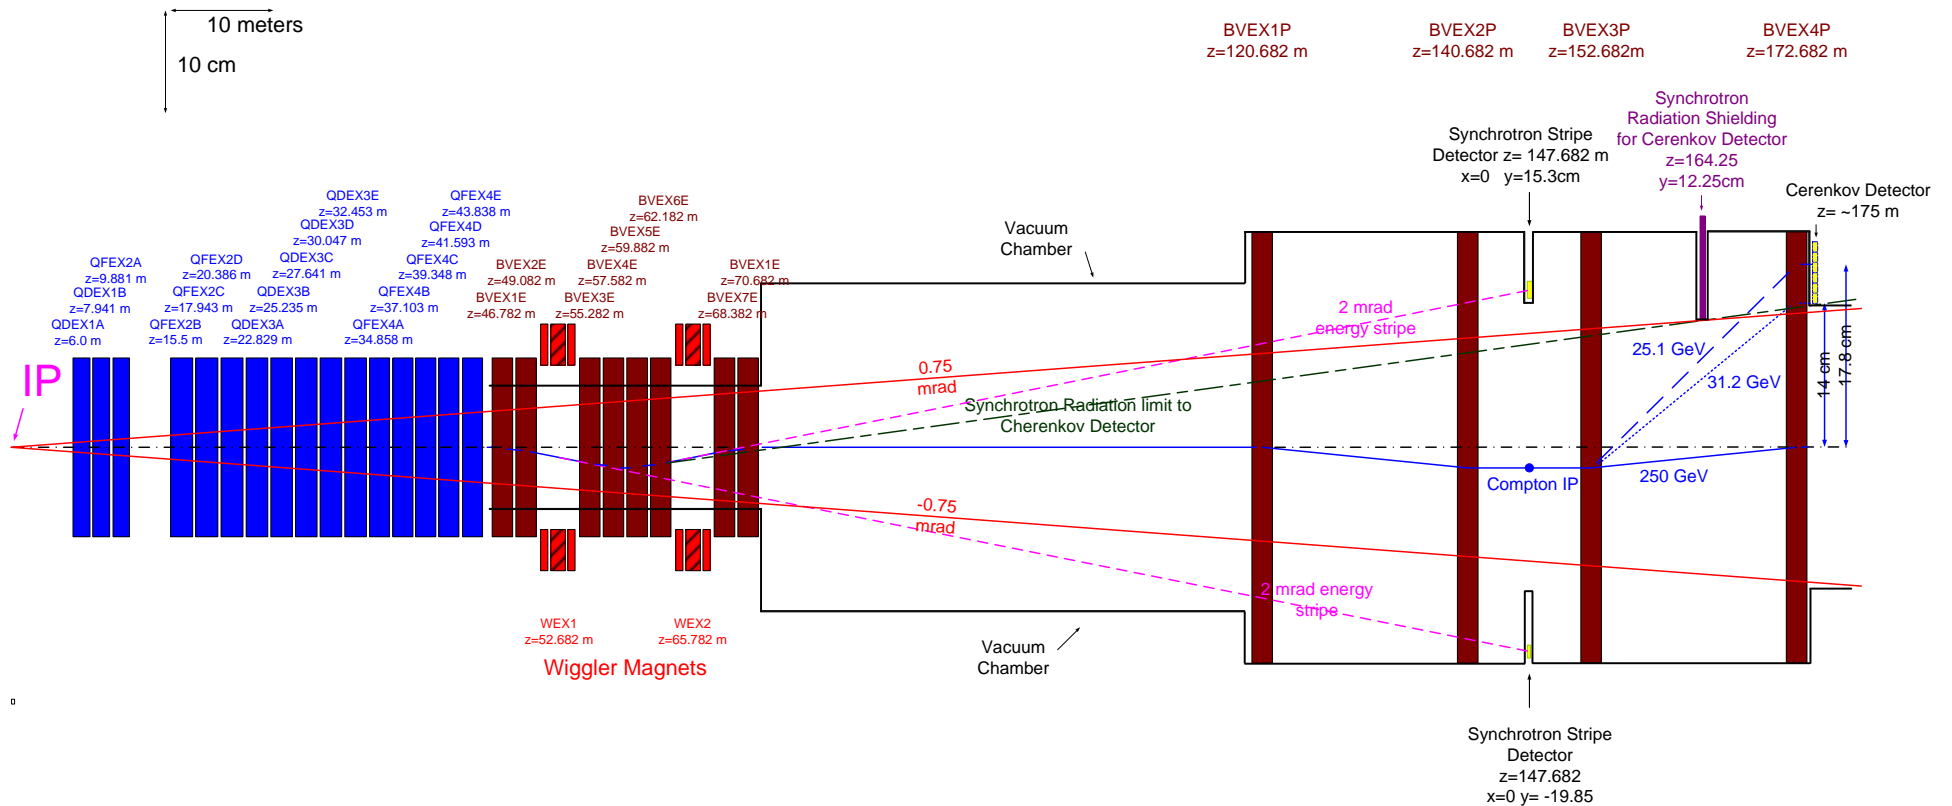 10 meters
10 cm
BVEX1P
z=120.682 m
BVEX2P
z=140.682 m
BVEX3P
z=152.682m
BVEX4P
z=172.682 m
Synchrotron
Radiation Shielding
for Cerenkov Detector
z=164.25
y=12.25cm
Synchrotron Stripe
Detector z= 147.682 m
x=0 y=15.3cm
Cerenkov Detector
z= ~175 m
QDEX3E
z=32.453 m
QFEX4E
z=43.838 m
BVEX6E
z=62.182 m
QDEX3D
z=30.047 m
QFEX4D
z=41.593 m
BVEX5E
z=59.882 m
Vacuum
Chamber
QFEX2A
z=9.881 m
QFEX2D
z=20.386 m
QDEX3C
z=27.641 m
QFEX4C
z=39.348 m
BVEX2E
z=49.082 m
BVEX4E
z=57.582 m
BVEX1E
z=70.682 m
QDEX1B
z=7.941 m
QFEX2C
z=17.943 m
QDEX3B
z=25.235 m
QFEX4B
z=37.103 m
BVEX1E
z=46.782 m
BVEX3E
z=55.282 m
BVEX7E
z=68.382 m
QDEX1A
z=6.0 m
QFEX2B
z=15.5 m
QDEX3A
z=22.829 m
QFEX4A
z=34.858 m
2 mrad
energy stripe
IP
0.75
mrad
25.1 GeV
31.2 GeV
14 cm
17.8 cm
Synchrotron Radiation limit to
Cherenkov Detector
Compton IP
250 GeV
-0.75
mrad
2 mrad energy
stripe
WEX1
z=52.682 m
WEX2
z=65.782 m
Wiggler Magnets
Vacuum
Chamber
Synchrotron Stripe
Detector
z=147.682
x=0 y= -19.85